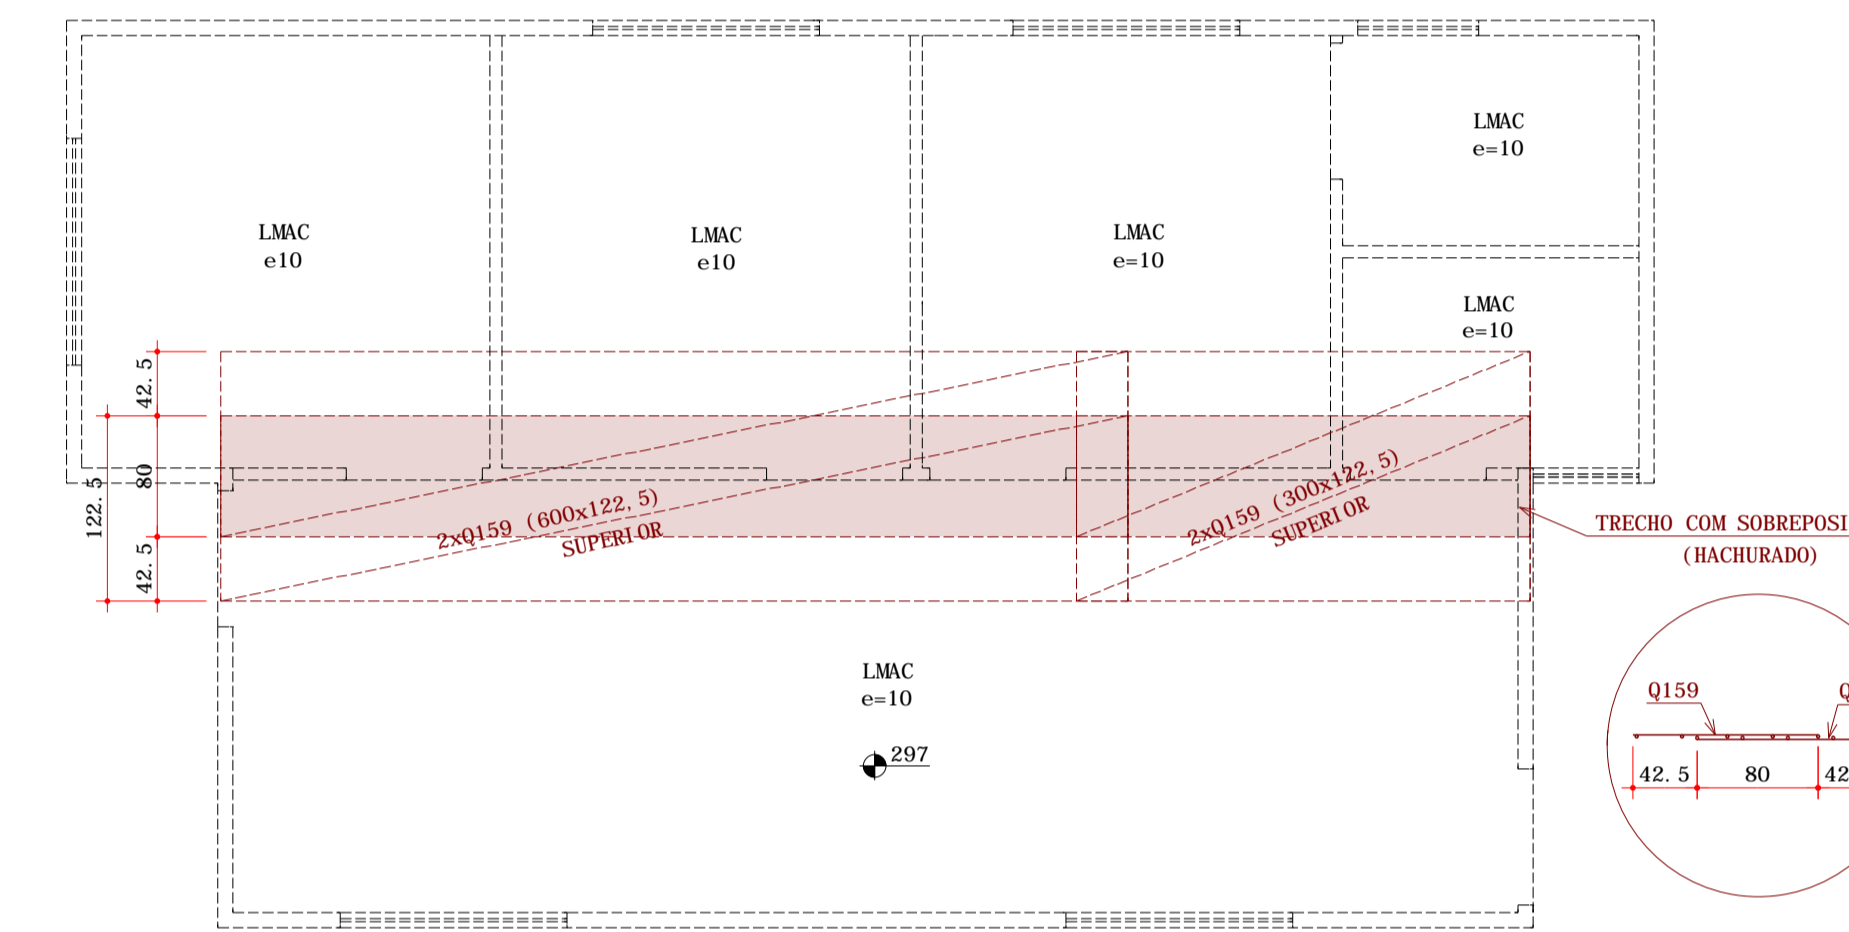 LMAC
e=10
LMAC
e10
LMAC
e10
LMAC
e=10
LMAC
e=10
42.5
80
122.5
42.5
2xQ159 (600x122,5)
SUPERIOR
2xQ159 (300x122,5)
SUPERIOR
TRECHO COM SOBREPOSI
(HACHURADO)
LMAC
e=10
297
Q159
Q
42.5
80
42